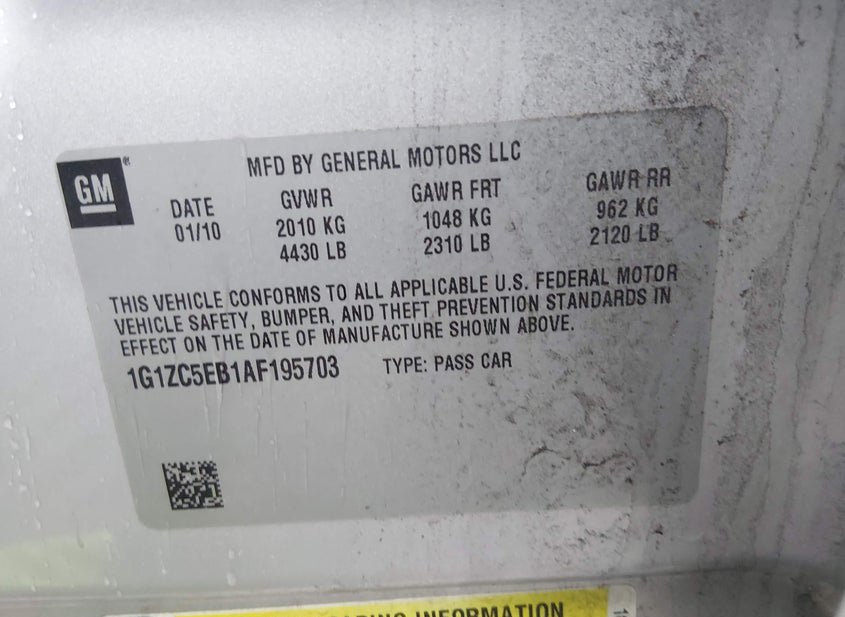 GM
MFD BY GENERAL MOTORS LLC
DATE GVWR GAWR FRT GAWR RR
01/10 2010 KG 1048 KG 962 KG
4430 LB 2310 LB 2120 LB
THIS VEHICLE CONFORMS TO ALL APPLICABLE U.S. FEDERAL MOTOR
VEHICLE SAFETY, BUMPER, AND THEFT PREVENTION STANDARDS IN
EFFECT ON THE DATE OF MANUFACTURE SHOWN ABOVE.
1G1ZC5EB1AF195703 TYPE: PASS CAR
INFORMATION